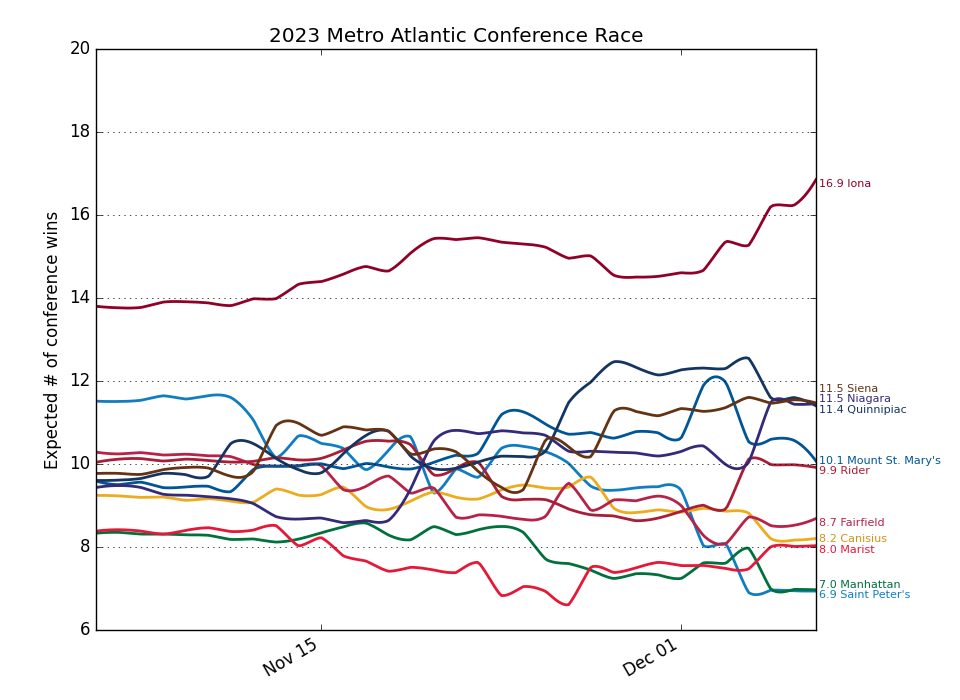 2023 Metro Atlantic Conference Race
Expected # of conference wins
20
18
16
14
12
10
8
6
Nov 15
Dec 01
16.9 Iona
11.5 Siena
11.5 Niagara
11.4 Quinnipiac
10.1 Mount St. Mary's
9.9 Rider
8.7 Fairfield
8.2 Canisius
8.0 Marist
7.0 Manhattan
6.9 Saint Peter's